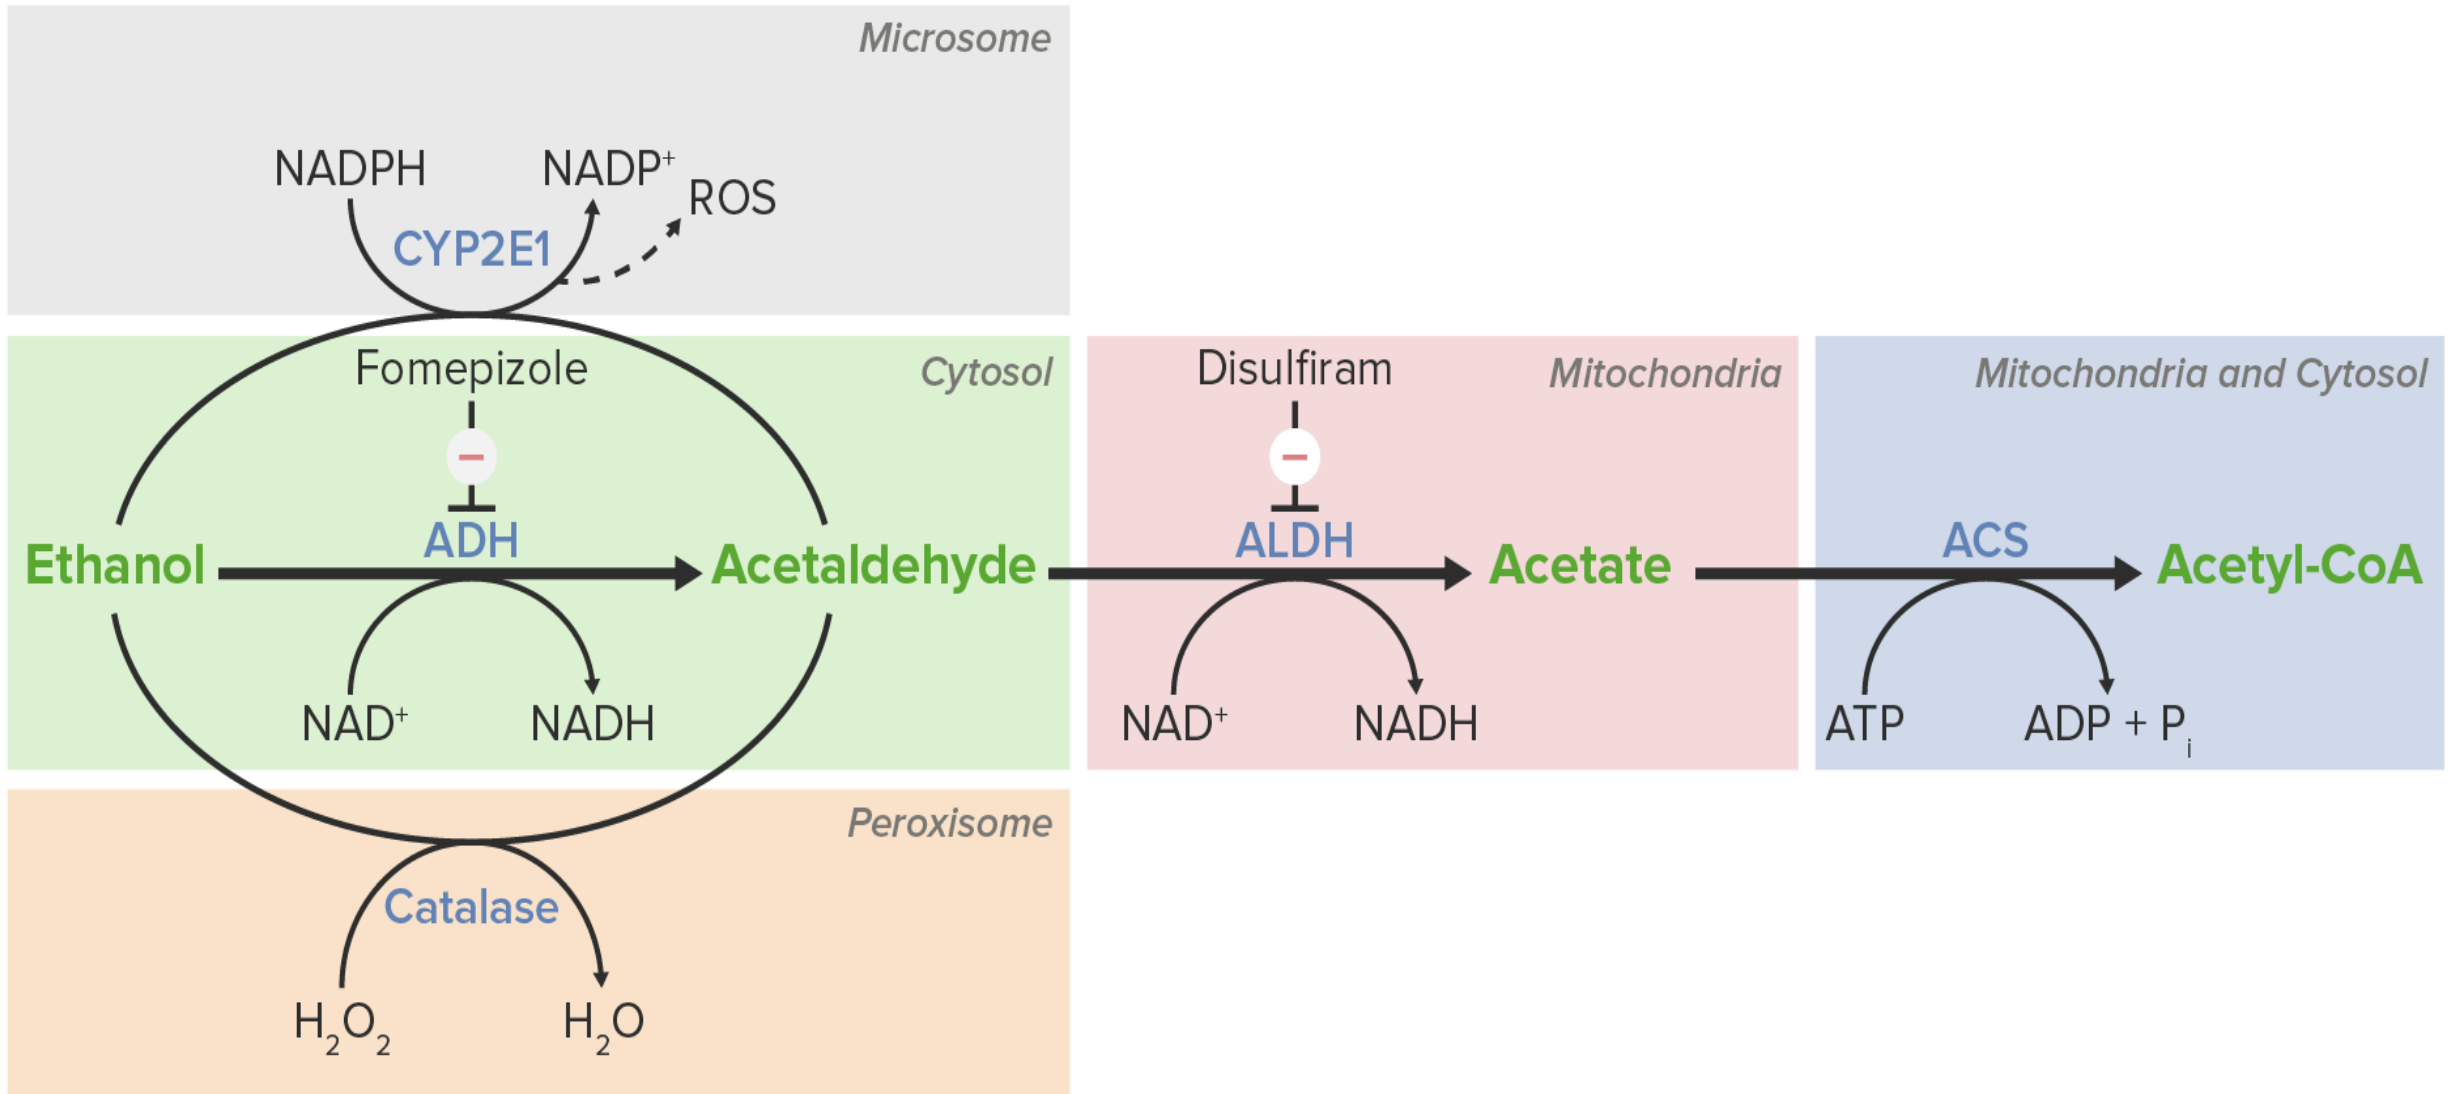 Microsome
NADPH NADP⁺
ROS
CYP2E1
Fomepizole
Cytosol
Disulfiram
Mitochondria
Mitochondria and Cytosol
−
−
ADH
ALDH
ACS
Ethanol
Acetaldehyde
Acetate
Acetyl-CoA
NAD⁺ NADH
NAD⁺ NADH
ATP ADP + Pᵢ
Peroxisome
Catalase
H₂O₂ H₂O